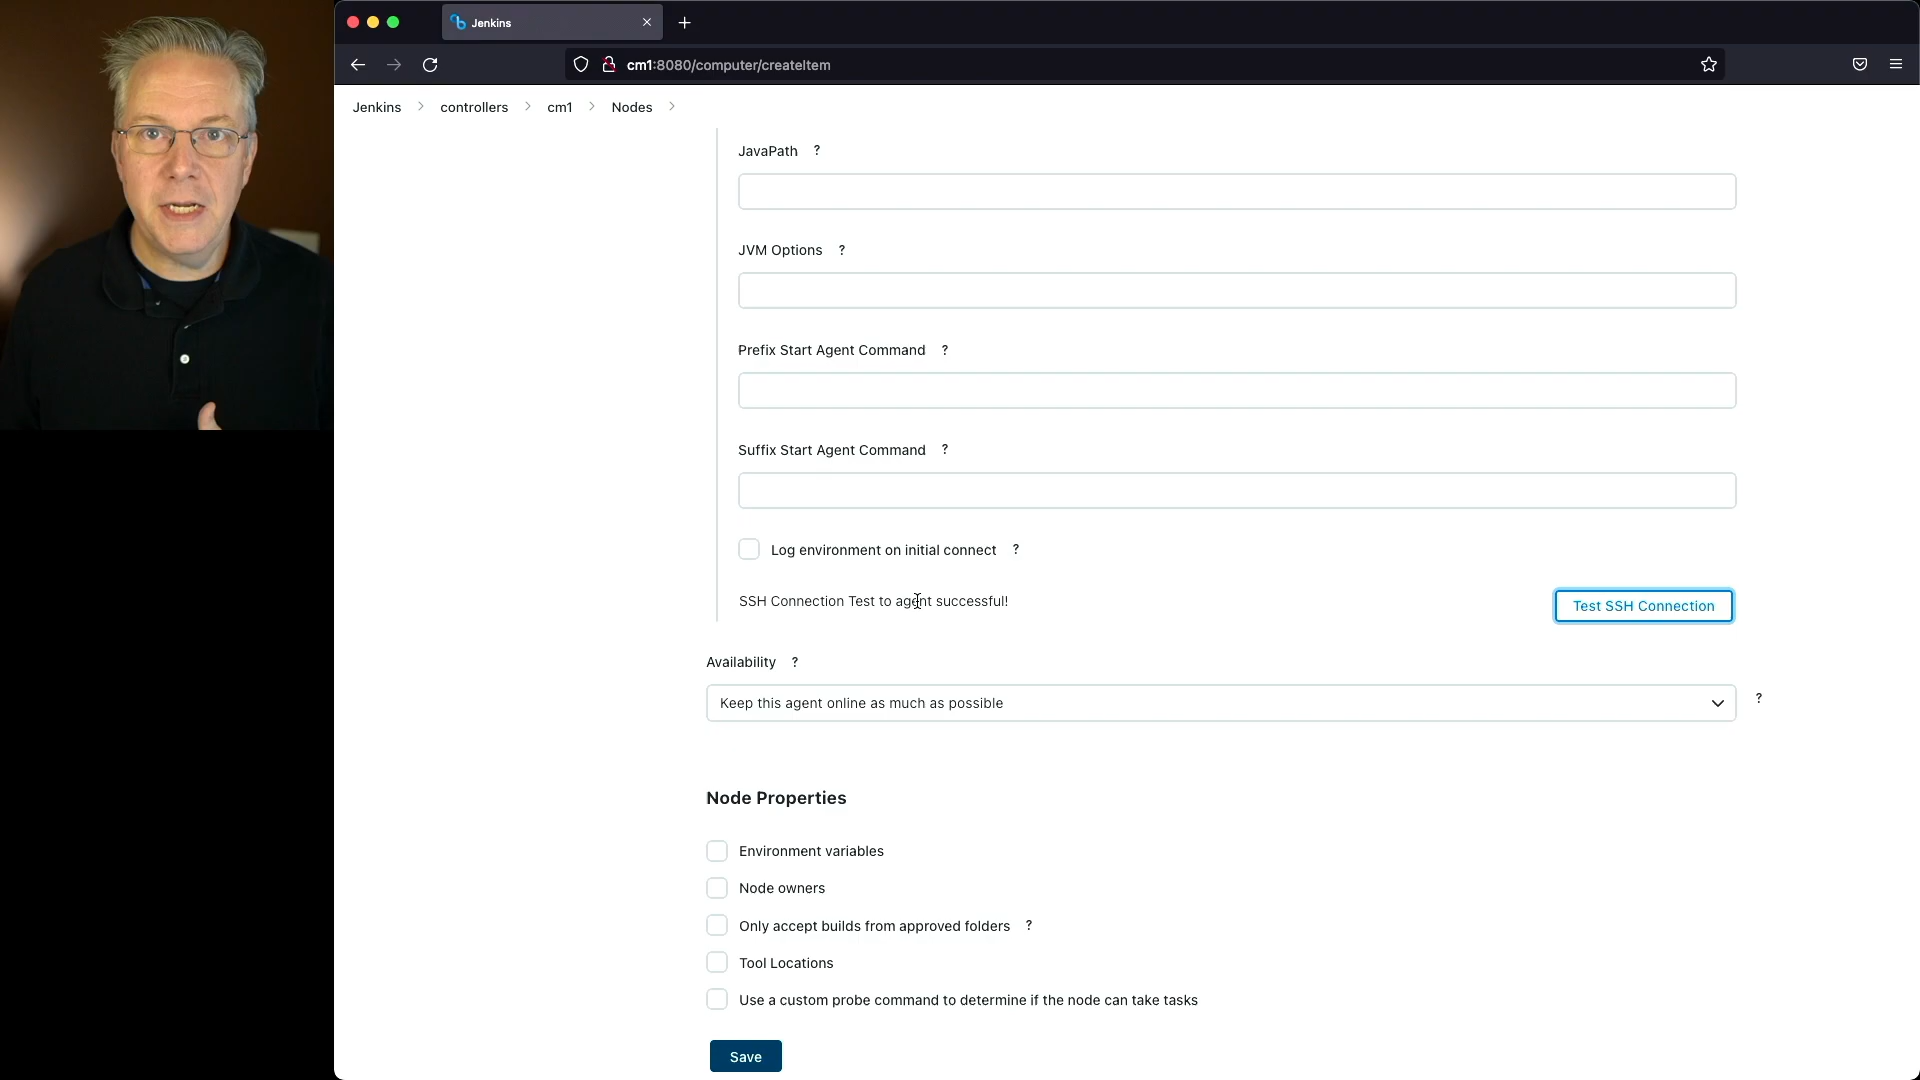 Jenkins
cm1:8080/computer/createItem
Jenkins controllers cm1 Nodes
JavaPath ?
JVM Options ?
Prefix Start Agent Command ?
Suffix Start Agent Command ?
Log environment on initial connect ?
SSH Connection Test to agent successful!
Test SSH Connection
Availability ?
Keep this agent online as much as possible
?
Node Properties
Environment variables
Node owners
Only accept builds from approved folders ?
Tool Locations
Use a custom probe command to determine if the node can take tasks
Save